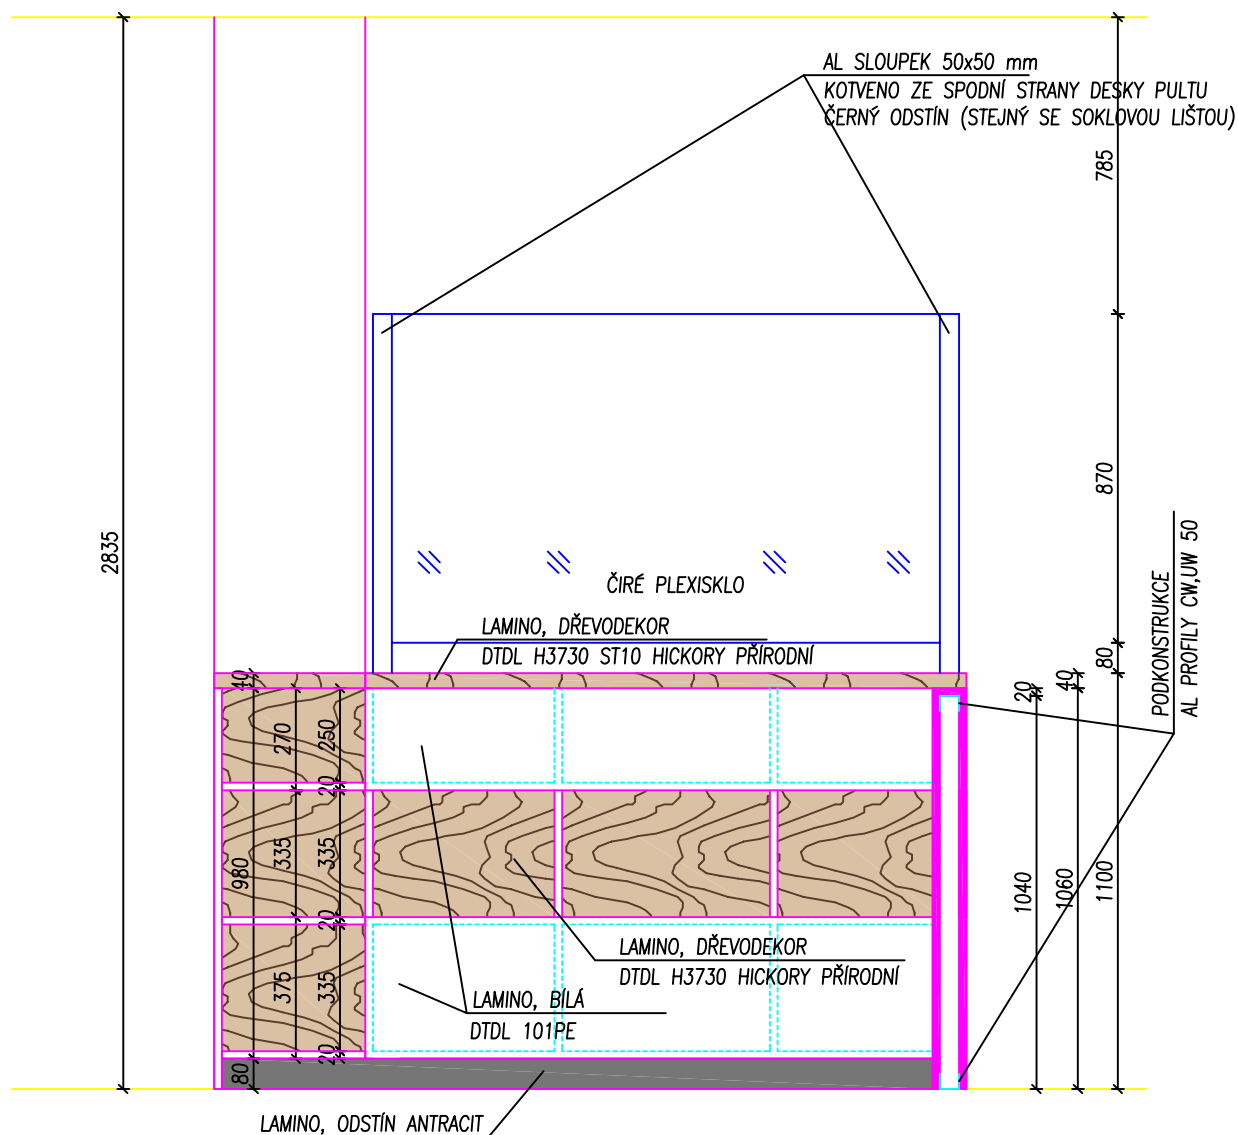 AL SLOUPEK 50x50 mm
KOTVENO ZE SPODNÍ STRANY DESKY PULTU
ČERNÝ ODSTÍN (STEJNÝ SE SOKLOVOU LIŠTOU)
785
2835
870
ČIRÉ PLEXISKLO
PODKONSTRUKCE
AL PROFILY CW,UW 50
LAMINO, DŘEVODEKOR
DTDL H3730 ST10 HICKORY PŘÍRODNÍ
80
40
20
40
270
250
20
980
335
335
1040
1060
1100
20
LAMINO, DŘEVODEKOR
DTDL H3730 HICKORY PŘÍRODNÍ
375
335
LAMINO, BÍLÁ
DTDL 101PE
20
80
LAMINO, ODSTÍN ANTRACIT